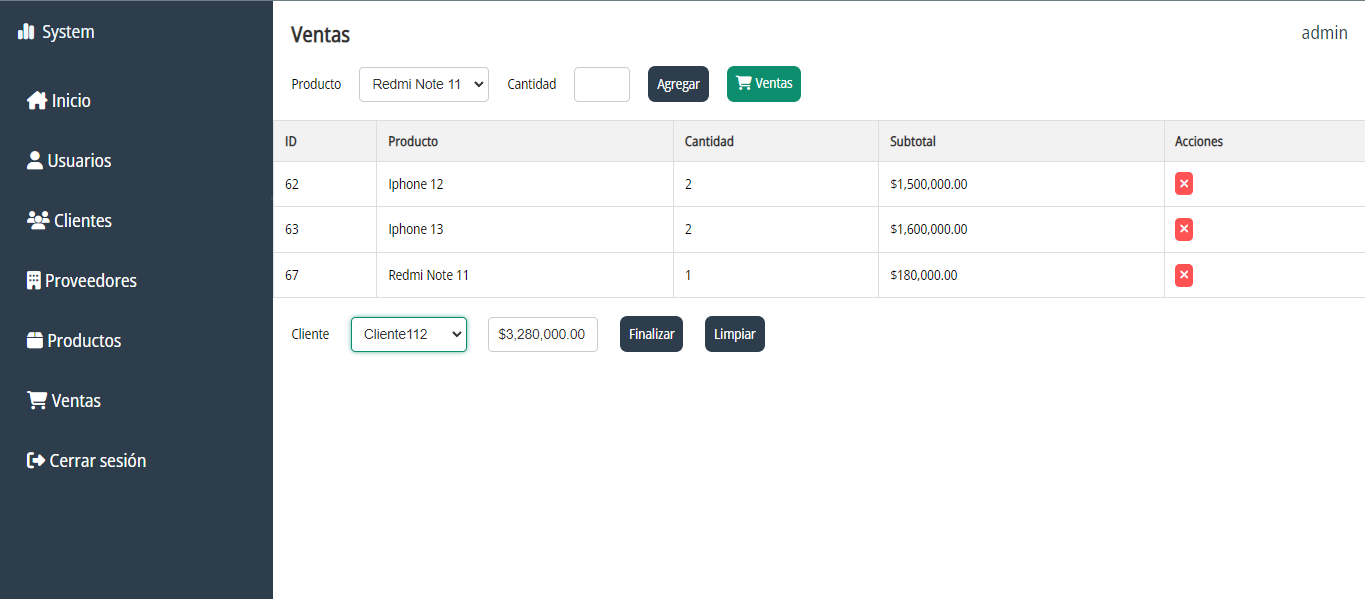 System
Inicio
Usuarios
Clientes
Proveedores
Productos
Ventas
Cerrar sesión
Ventas admin
Producto Redmi Note 11 Cantidad Agregar Ventas
ID Producto Cantidad Subtotal Acciones
62 Iphone 12 2 $1,500,000.00
63 Iphone 13 2 $1,600,000.00
67 Redmi Note 11 1 $180,000.00
Cliente Cliente112 $3,280,000.00 Finalizar Limpiar